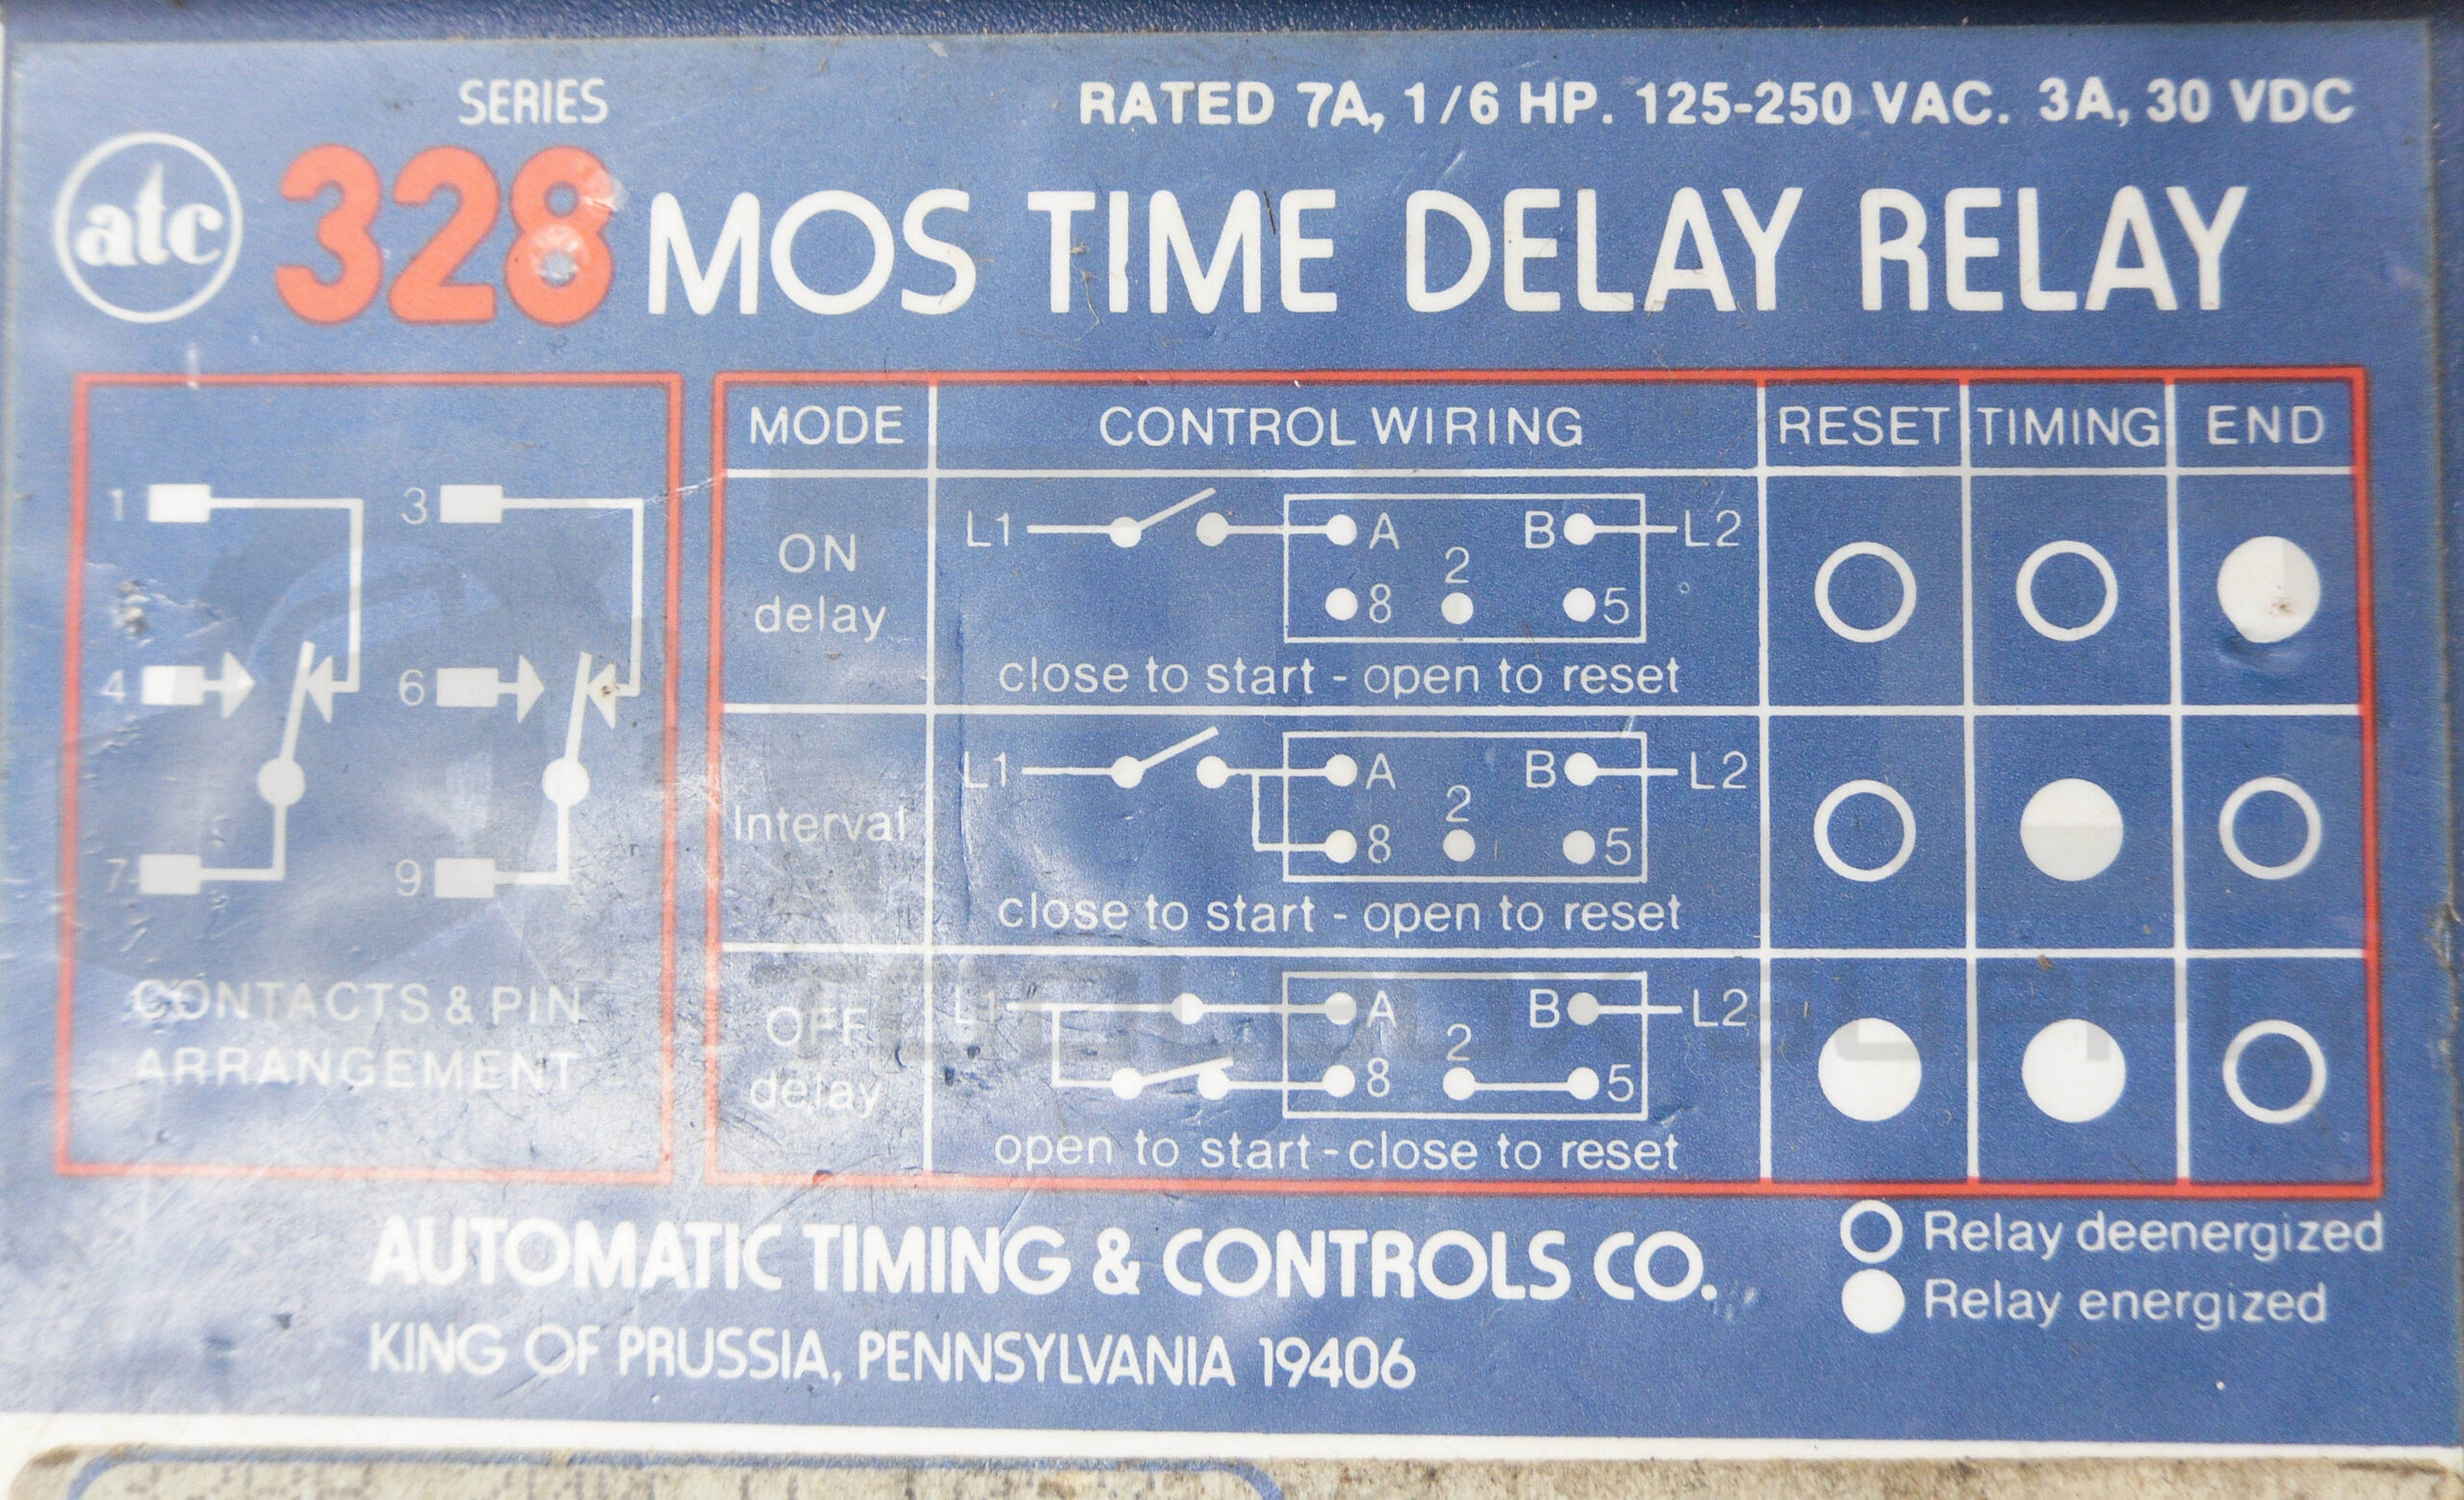 SERIES
RATED 7A, 1/6 HP. 125-250 VAC. 3A, 30 VDC
atc
328 MOS TIME DELAY RELAY
1 3
4 6
7 9
CONTACTS & PIN
ARRANGEMENT
MODE CONTROL WIRING RESET TIMING END
ON
delay
L1 A B L2
2
8 5
close to start - open to reset
Interval
L1 A B L2
2
8 5
close to start - open to reset
OFF
delay
L1 A B L2
2
8 5
open to start - close to reset
Relay deenergized
Relay energized
AUTOMATIC TIMING & CONTROLS CO.
KING OF PRUSSIA, PENNSYLVANIA 19406